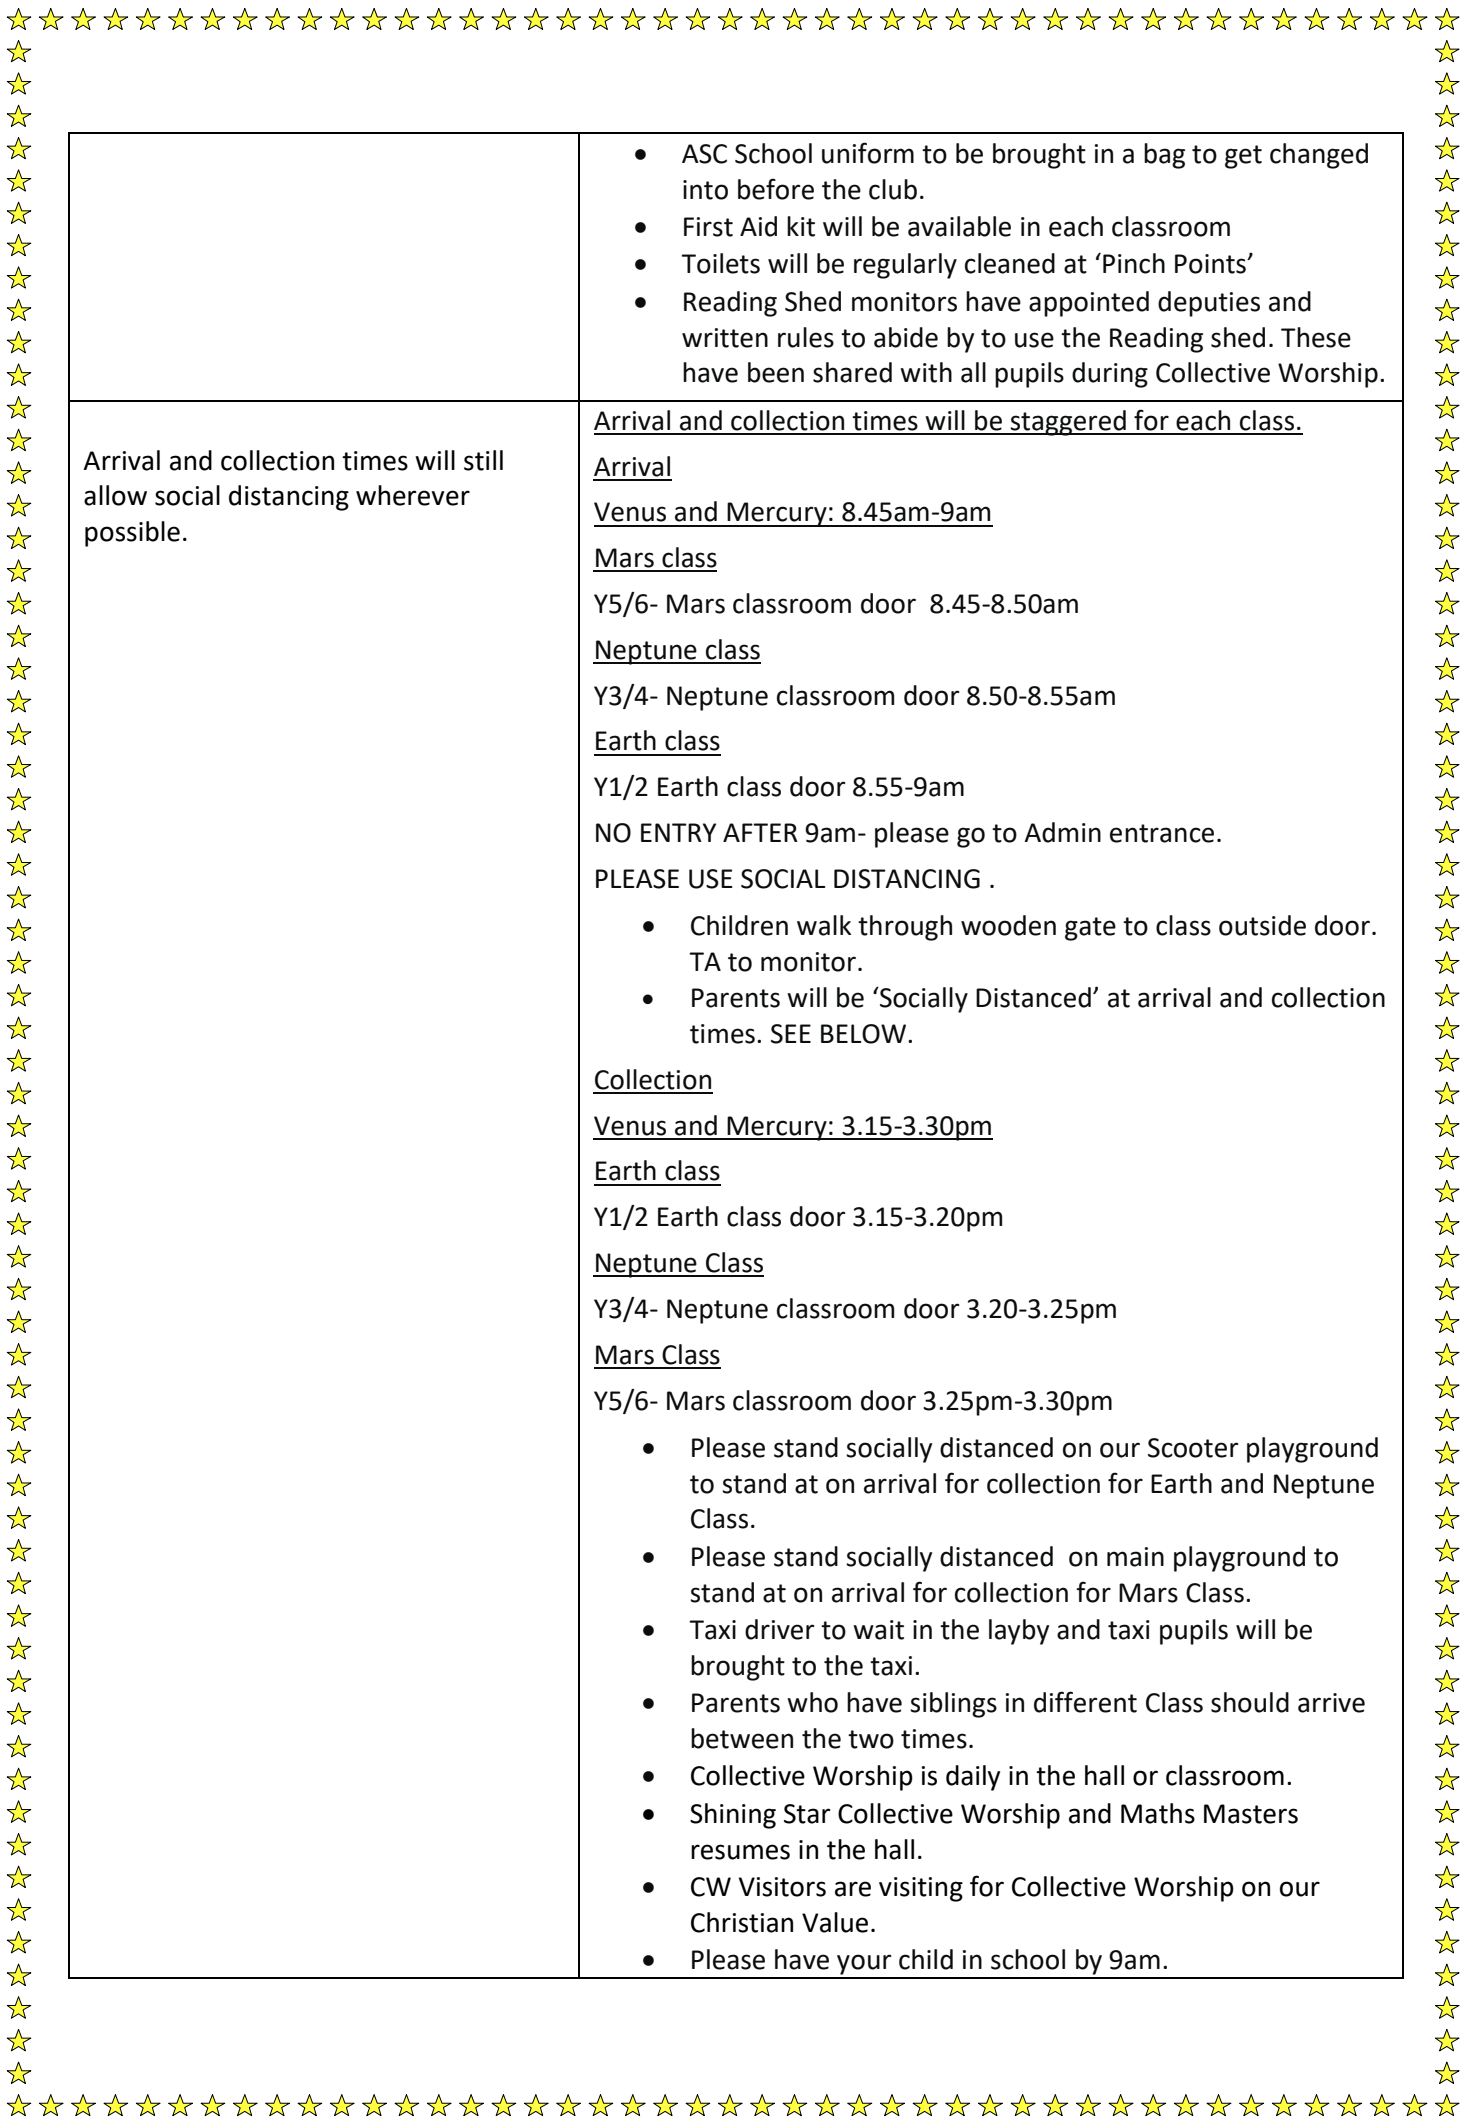 • ASC School uniform to be brought in a bag to get changed
into before the club.
• First Aid kit will be available in each classroom
• Toilets will be regularly cleaned at ‘Pinch Points’
• Reading Shed monitors have appointed deputies and
written rules to abide by to use the Reading shed. These
have been shared with all pupils during Collective Worship.
Arrival and collection times will still
allow social distancing wherever
possible.
Arrival and collection times will be staggered for each class.
Arrival
Venus and Mercury: 8.45am-9am
Mars class
Y5/6- Mars classroom door 8.45-8.50am
Neptune class
Y3/4- Neptune classroom door 8.50-8.55am
Earth class
Y1/2 Earth class door 8.55-9am
NO ENTRY AFTER 9am- please go to Admin entrance.
PLEASE USE SOCIAL DISTANCING .
• Children walk through wooden gate to class outside door.
TA to monitor.
• Parents will be ‘Socially Distanced’ at arrival and collection
times. SEE BELOW.
Collection
Venus and Mercury: 3.15-3.30pm
Earth class
Y1/2 Earth class door 3.15-3.20pm
Neptune Class
Y3/4- Neptune classroom door 3.20-3.25pm
Mars Class
Y5/6- Mars classroom door 3.25pm-3.30pm
• Please stand socially distanced on our Scooter playground
to stand at on arrival for collection for Earth and Neptune
Class.
• Please stand socially distanced on main playground to
stand at on arrival for collection for Mars Class.
• Taxi driver to wait in the layby and taxi pupils will be
brought to the taxi.
• Parents who have siblings in different Class should arrive
between the two times.
• Collective Worship is daily in the hall or classroom.
• Shining Star Collective Worship and Maths Masters
resumes in the hall.
• CW Visitors are visiting for Collective Worship on our
Christian Value.
• Please have your child in school by 9am.